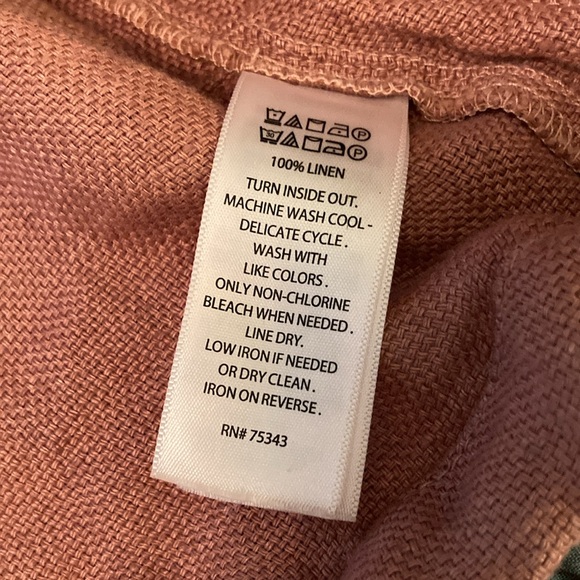 30
100% LINEN
TURN INSIDE OUT.
MACHINE WASH COOL -
DELICATE CYCLE .
WASH WITH
LIKE COLORS .
ONLY NON-CHLORINE
BLEACH WHEN NEEDED .
LINE DRY.
LOW IRON IF NEEDED
OR DRY CLEAN .
IRON ON REVERSE .
RN# 75343